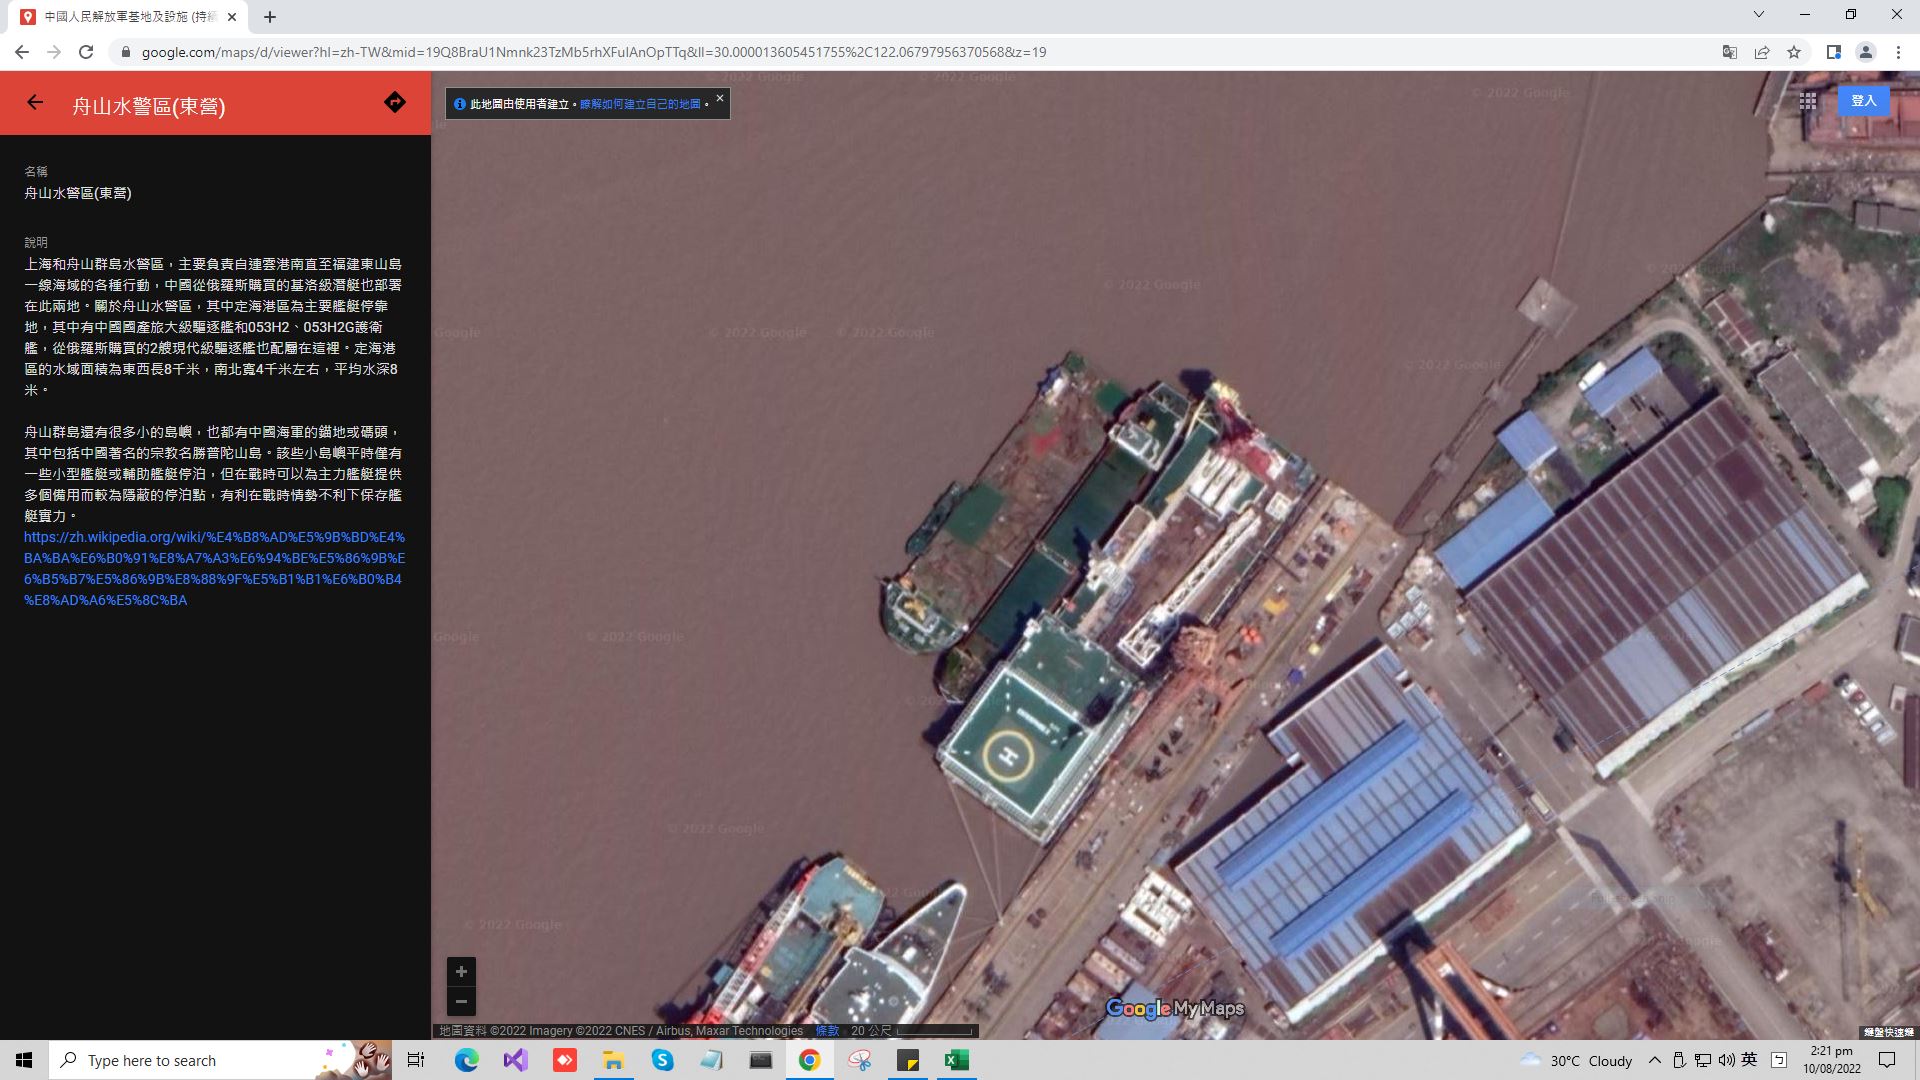 中國人民解放軍基地及設施 (持續
google.com/maps/d/viewer?hl=zh-TW&mid=19Q8BraU1Nmnk23TzMb5rhXFulAnOpTTq&ll=30.000013605451755%2C122.06797956370568&z=19
舟山水警區(東營)
此地圖由使用者建立。瞭解如何建立自己的地圖。
登入
名稱
舟山水警區(東營)
說明
上海和舟山群島水警區，主要負責自連雲港南直至福建東山島
一線海域的各種行動，中國從俄羅斯購買的基洛級潛艇也部署
在此兩地。關於舟山水警區，其中定海港區為主要艦艇停靠
地，其中有中國國產旅大級驅逐艦和053H2、053H2G護衛
艦，從俄羅斯購買的2艘現代級驅逐艦也配屬在這裡。定海港
區的水域面積為東西長8千米，南北寬4千米左右，平均水深8
米。
舟山群島還有很多小的島嶼，也都有中國海軍的錨地或碼頭，
其中包括中國著名的宗教名勝普陀山島。該些小島嶼平時僅有
一些小型艦艇或輔助艦艇停泊，但在戰時可以為主力艦艇提供
多個備用而較為隱蔽的停泊點，有利在戰時情勢不利下保存艦
艇實力。
https://zh.wikipedia.org/wiki/%E4%B8%AD%E5%9B%BD%E4%
BA%BA%E6%B0%91%E8%A7%A3%E6%94%BE%E5%86%9B%E
6%B5%B7%E5%86%9B%E8%88%9F%E5%B1%B1%E6%B0%B4
%E8%AD%A6%E5%8C%BA
© 2022 Google
H
Google My Maps
地圖資料 ©2022 Imagery ©2022 CNES / Airbus, Maxar Technologies 條款 20 公尺
鍵盤快速鍵
Type here to search
30°C Cloudy
英
2:21 pm
10/08/2022